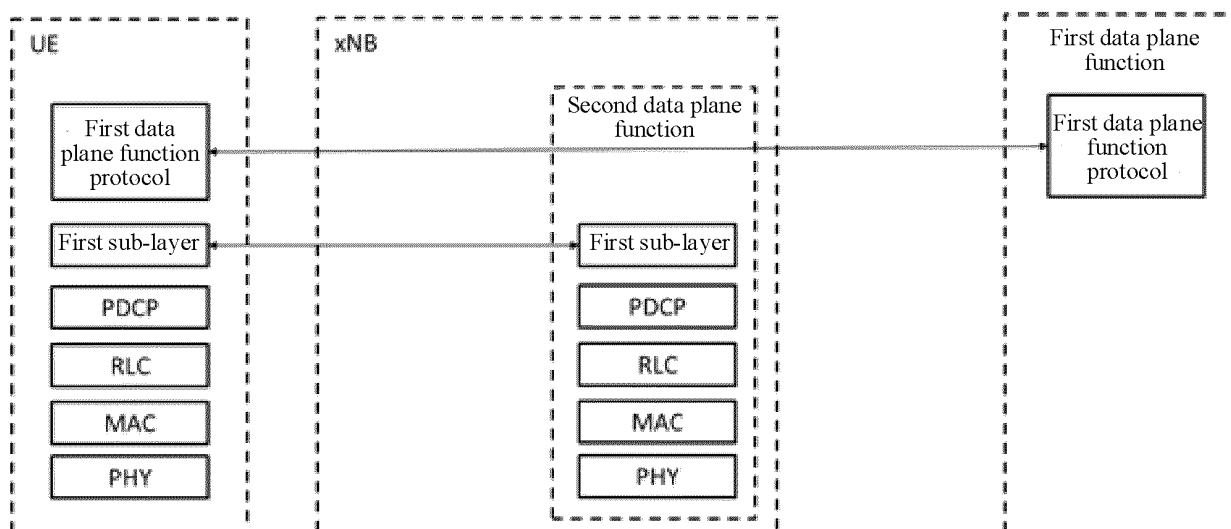 UE
First data
plane function
protocol
First sub-layer
PDCP
RLC
MAC
PHY
xNB
Second data plane
function
First sub-layer
PDCP
RLC
MAC
PHY
First data plane
function
First data plane
function
protocol